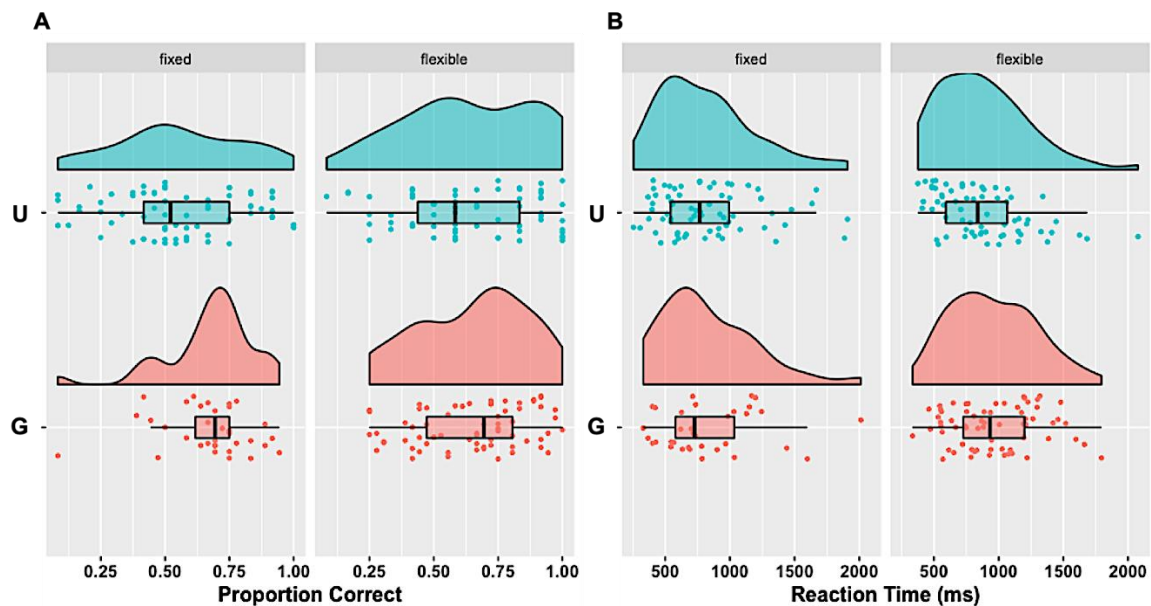 A B
fixed flexible fixed flexible
U U
G G
0.25 0.50 0.75 1.00 0.25 0.50 0.75 1.00 500 1000 1500 2000 500 1000 1500 2000
Proportion Correct Reaction Time (ms)